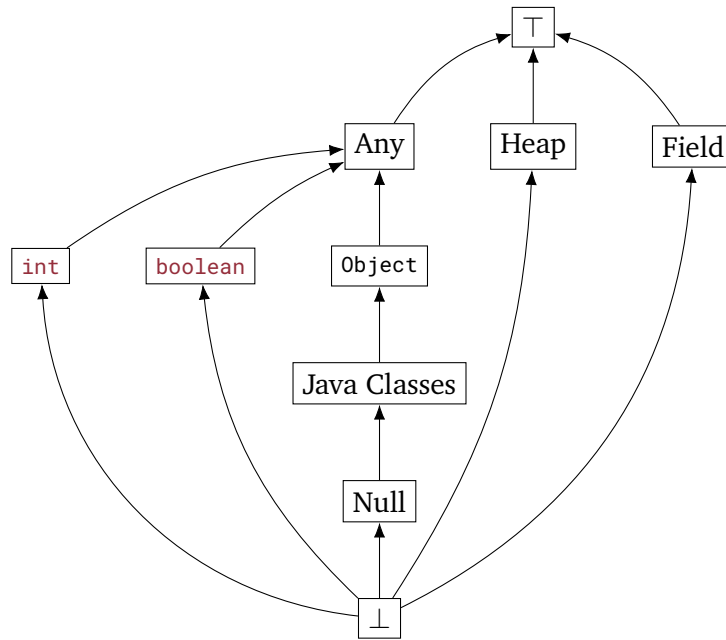 ⊤
Any
Heap
Field
int
boolean
Object
Java Classes
Null
⊥